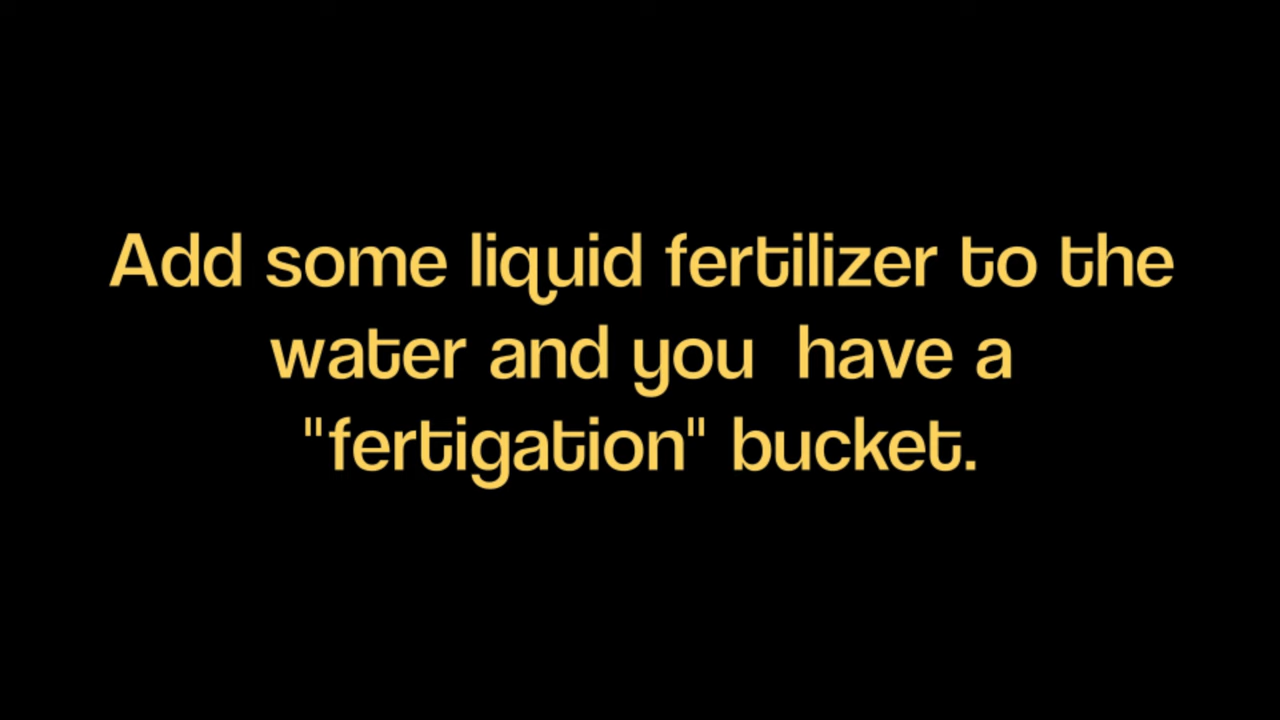 Add some liquid fertilizer to the
water and you  have a
"fertigation" bucket.